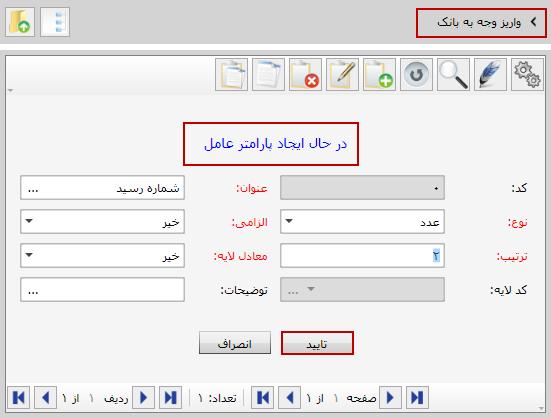 واریز وجه به بانک
در حال ایجاد پارامتر عامل
کد: ۰ عنوان: شماره رسید ...
نوع: عدد الزامی: خیر
ترتیب: ۲ معادل لایه: خیر
کد لایه: ... توضیحات: ...
تایید انصراف
صفحه ۱ از ۱ تعداد: ۱ ردیف ۱ از ۱